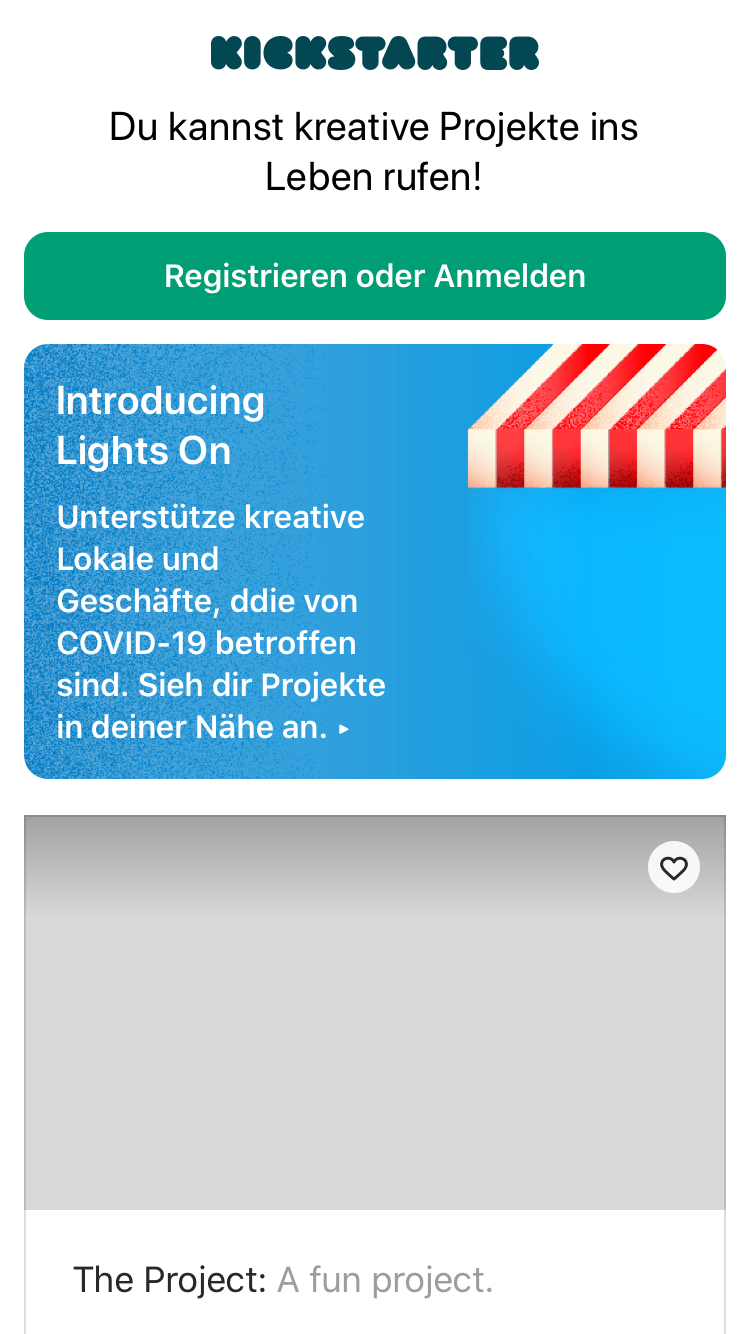 KICKSTARTER
Du kannst kreative Projekte ins
Leben rufen!
Registrieren oder Anmelden
Introducing
Lights On
Unterstütze kreative
Lokale und
Geschäfte, ddie von
COVID-19 betroffen
sind. Sieh dir Projekte
in deiner Nähe an. ▸
The Project: A fun project.